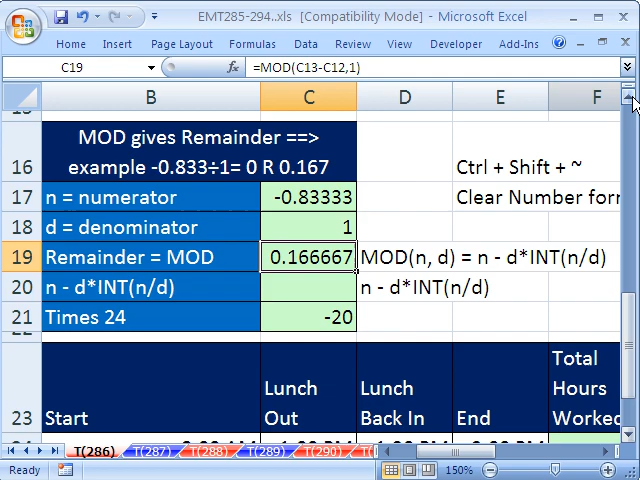 EMT285-294..xls [Compatibility Mode] - Microsoft Excel
Home Insert Page Layout Formulas Data Review View Developer Add-Ins
C19 fx =MOD(C13-C12,1)
B C D E F
MOD gives Remainder ==>
16 example -0.833÷1= 0 R 0.167 Ctrl + Shift + ~
17 n = numerator -0.83333 Clear Number for
18 d = denominator 1
19 Remainder = MOD 0.166667 MOD(n, d) = n - d*INT(n/d)
20 n - d*INT(n/d) n - d*INT(n/d)
21 Times 24 -20
Total
Lunch Lunch Hours
23 Start Out Back In End Worked
T(286) T(287) T(288) T(289) T(290)
Ready 150%